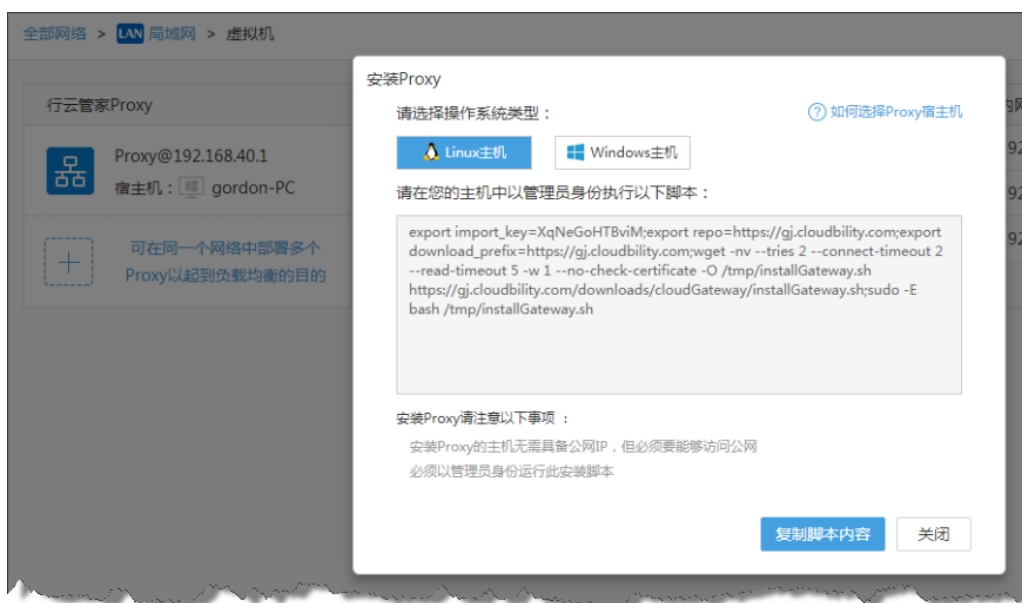 全部网络 > LAN 局域网 > 虚拟机
行云管家Proxy
Proxy@192.168.40.1
宿主机： gordon-PC
可在同一个网络中部署多个
Proxy以起到负载均衡的目的
安装Proxy
请选择操作系统类型：
? 如何选择Proxy宿主机
Linux主机
Windows主机
请在您的主机中以管理员身份执行以下脚本：
export import_key=XqNeGoHTBviM;export repo=https://gj.cloudbility.com;export
download_prefix=https://gj.cloudbility.com;wget -nv --tries 2 --connect-timeout 2
--read-timeout 5 -w 1 --no-check-certificate -O /tmp/installGateway.sh
https://gj.cloudbility.com/downloads/cloudGateway/installGateway.sh;sudo -E
bash /tmp/installGateway.sh
安装Proxy请注意以下事项 ：
安装Proxy的主机无需具备公网IP，但必须要能够访问公网
必须以管理员身份运行此安装脚本
复制脚本内容
关闭